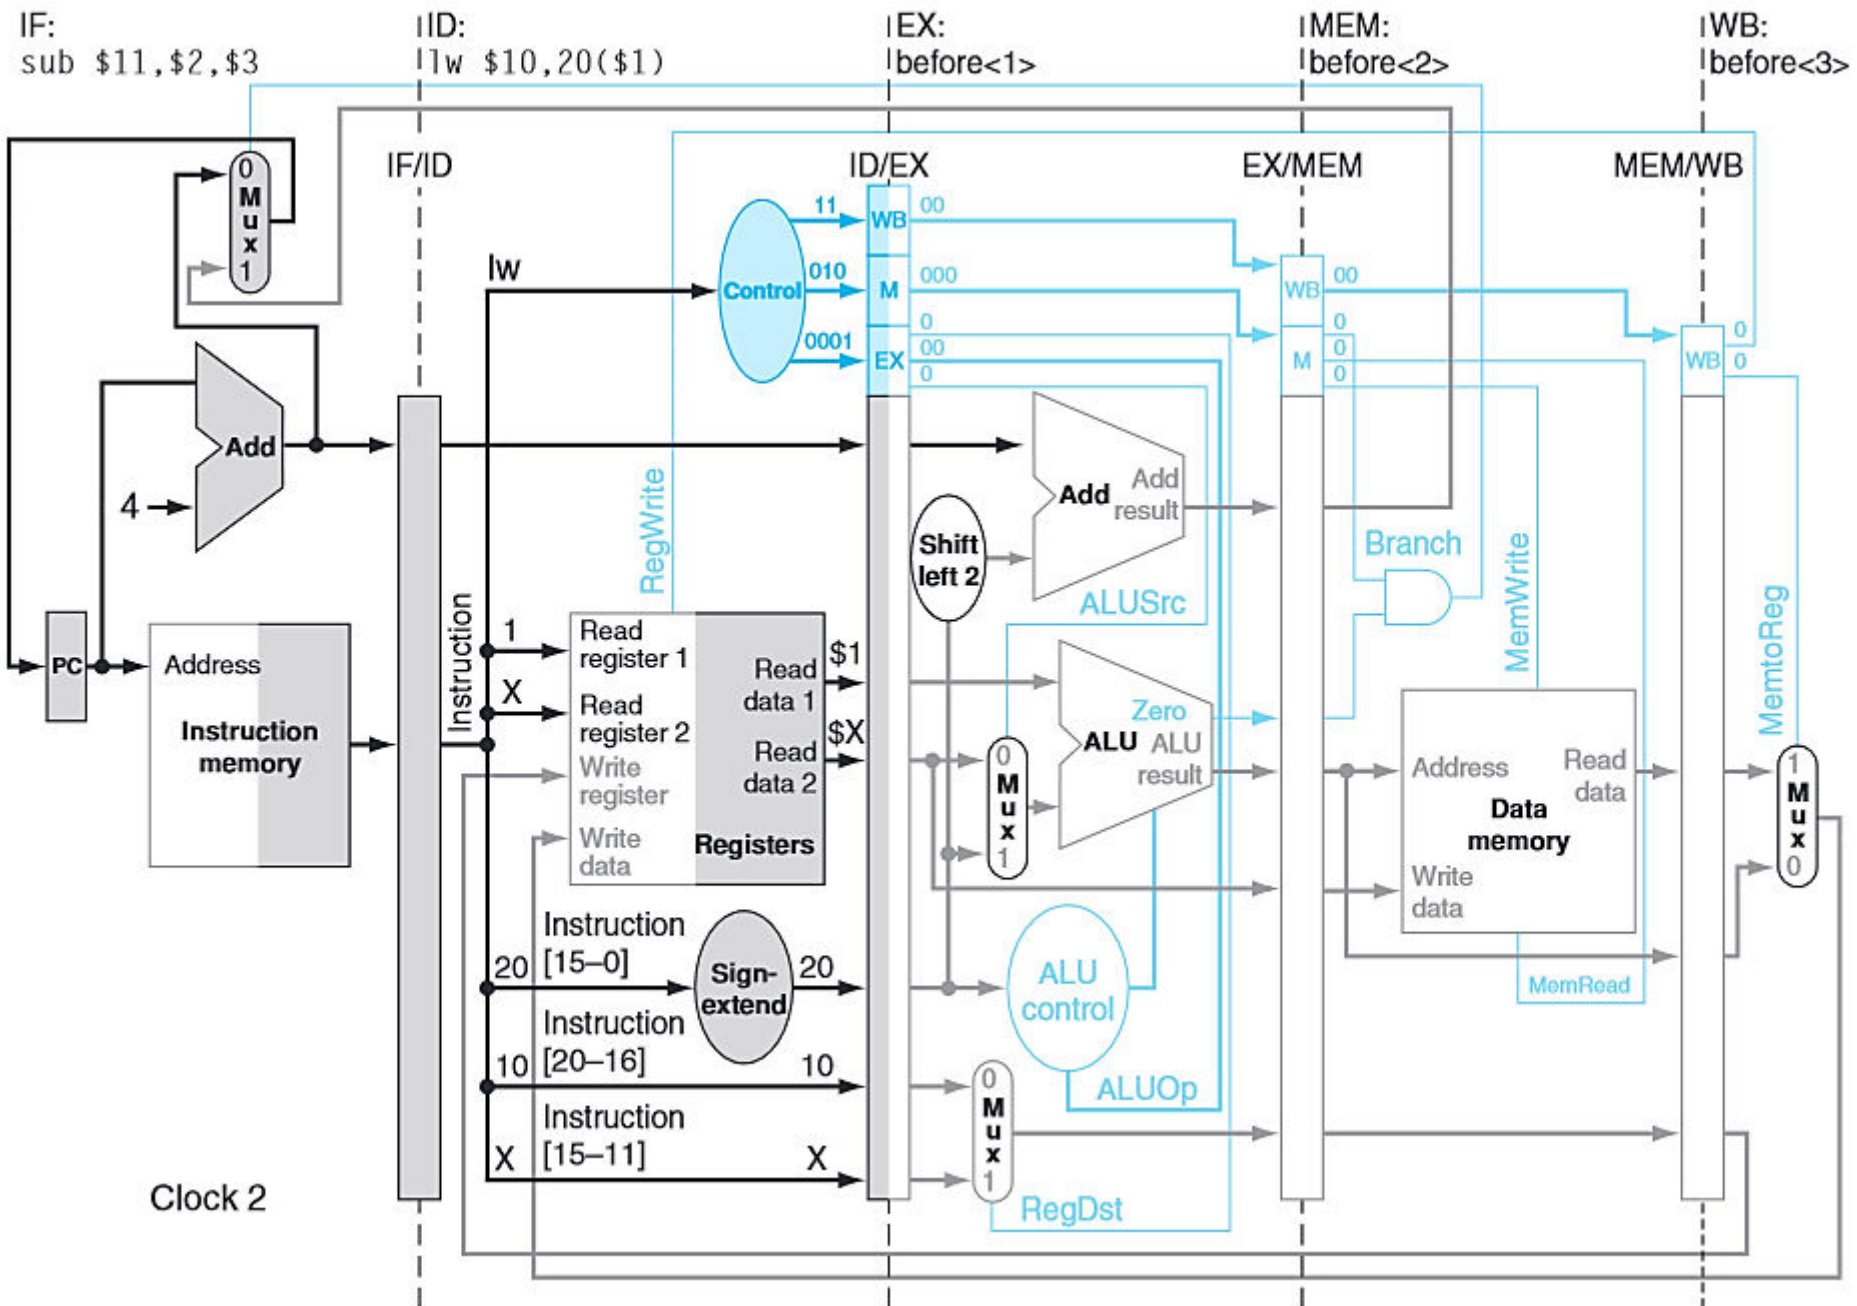 IF:
sub $11,$2,$3
ID:
lw $10,20($1)
EX:
before<1>
MEM:
before<2>
WB:
before<3>
IF/ID
ID/EX
EX/MEM
MEM/WB
0
Mux
1
lw
Control
11
010
0001
WB
M
EX
00
000
0
00
0
WB
M
00
0
0
0
WB
0
0
Add
4
RegWrite
Add
Add
result
Shift
left 2
Branch
ALUSrc
MemWrite
MemtoReg
PC
Address
Instruction
memory
Instruction
1
X
Read
register 1
Read
register 2
Write
register
Write
data
Read
data 1
Read
data 2
Registers
$1
$X
0
Mux
1
Zero
ALU
ALU
result
Address
Read
data
Data
memory
Write
data
1
Mux
0
MemRead
Instruction
[15–0]
20
Sign-
extend
20
ALU
control
Instruction
[20–16]
10
10
ALUOp
Instruction
[15–11]
X
X
0
Mux
1
RegDst
Clock 2